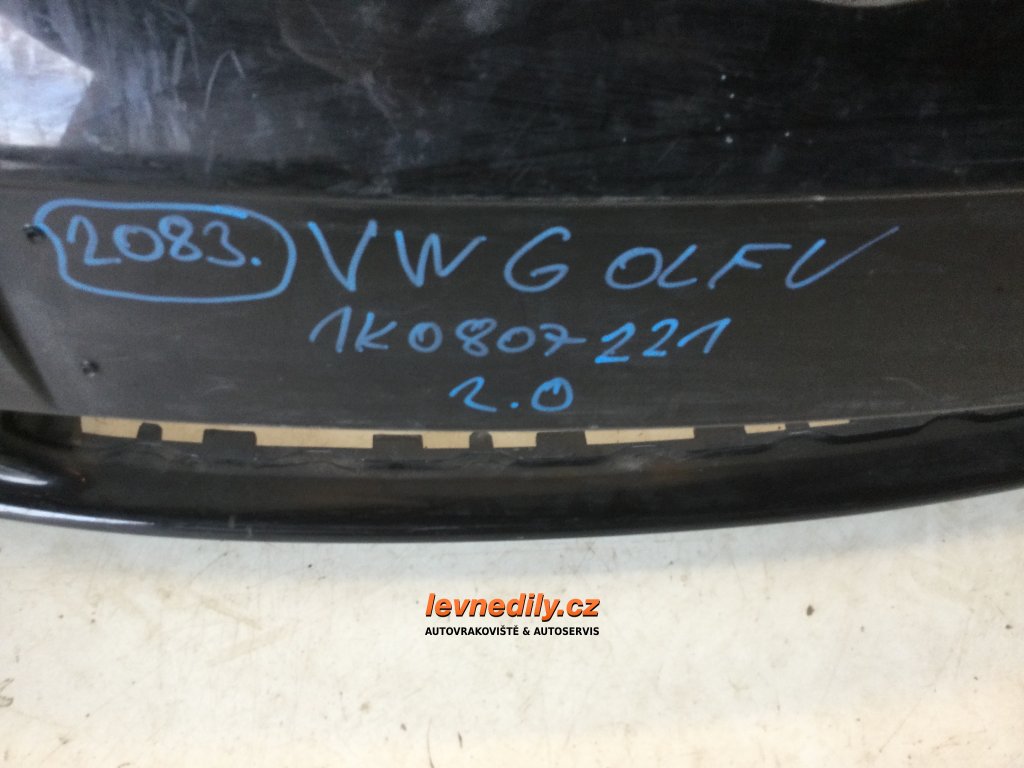 2083. VW GOLF V
1K0807221
2.0
levnedily.cz
AUTOVRAKOVIŠTĚ & AUTOSERVIS